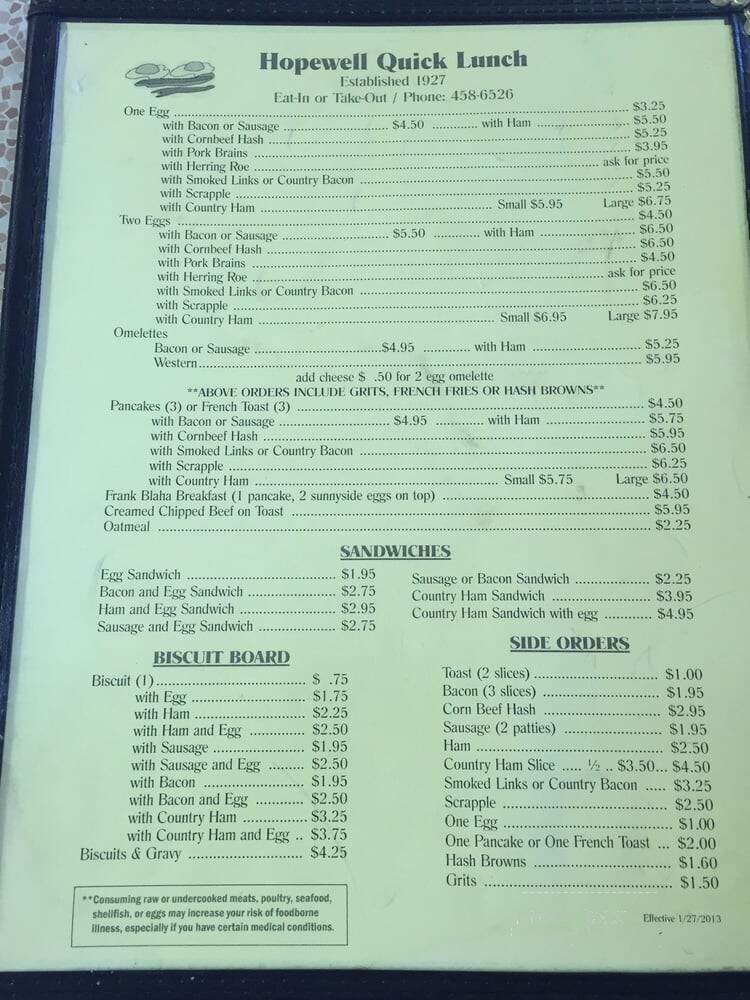 Hopewell Quick Lunch
Established 1927
Eat-In or Take-Out / Phone: 458-6526
One Egg ........ $3.25
with Bacon or Sausage ........ $4.50 ........ with Ham ........ $5.50
with Cornbeef Hash ........ $5.25
with Pork Brains ........ $3.95
with Herring Roe ........ ask for price
with Smoked Links or Country Bacon ........ $5.50
with Scrapple ........ $5.25
with Country Ham ........ Small $5.95 Large $6.75
Two Eggs ........ $4.50
with Bacon or Sausage ........ $5.50 ........ with Ham ........ $6.50
with Cornbeef Hash ........ $6.50
with Pork Brains ........ $4.50
with Herring Roe ........ ask for price
with Smoked Links or Country Bacon ........ $6.50
with Scrapple ........ $6.25
with Country Ham ........ Small $6.95 Large $7.95
Omelettes
Bacon or Sausage ........ $4.95 ........ with Ham ........ $5.25
Western ........ $5.95
add cheese $ .50 for 2 egg omelette
**ABOVE ORDERS INCLUDE GRITS, FRENCH FRIES OR HASH BROWNS**
Pancakes (3) or French Toast (3) ........ $4.50
with Bacon or Sausage ........ $4.95 ........ with Ham ........ $5.75
with Cornbeef Hash ........ $5.95
with Smoked Links or Country Bacon ........ $6.50
with Scrapple ........ $6.25
with Country Ham ........ Small $5.75 Large $6.50
Frank Blaha Breakfast (1 pancake, 2 sunnyside eggs on top) ........ $4.50
Creamed Chipped Beef on Toast ........ $5.95
Oatmeal ........ $2.25
SANDWICHES
Egg Sandwich ........ $1.95
Bacon and Egg Sandwich ........ $2.75
Ham and Egg Sandwich ........ $2.95
Sausage and Egg Sandwich ........ $2.75
Sausage or Bacon Sandwich ........ $2.25
Country Ham Sandwich ........ $3.95
Country Ham Sandwich with egg ........ $4.95
BISCUIT BOARD
Biscuit (1) ........ $ .75
with Egg ........ $1.75
with Ham ........ $2.25
with Ham and Egg ........ $2.50
with Sausage ........ $1.95
with Sausage and Egg ........ $2.50
with Bacon ........ $1.95
with Bacon and Egg ........ $2.50
with Country Ham ........ $3.25
with Country Ham and Egg .. $3.75
Biscuits & Gravy ........ $4.25
SIDE ORDERS
Toast (2 slices) ........ $1.00
Bacon (3 slices) ........ $1.95
Corn Beef Hash ........ $2.95
Sausage (2 patties) ........ $1.95
Ham ........ $2.50
Country Ham Slice ..... ½ .. $3.50... $4.50
Smoked Links or Country Bacon ..... $3.25
Scrapple ........ $2.50
One Egg ........ $1.00
One Pancake or One French Toast ... $2.00
Hash Browns ........ $1.60
Grits ........ $1.50
**Consuming raw or undercooked meats, poultry, seafood,
shellfish, or eggs may increase your risk of foodborne
illness, especially if you have certain medical conditions.
Effective 1/27/2013